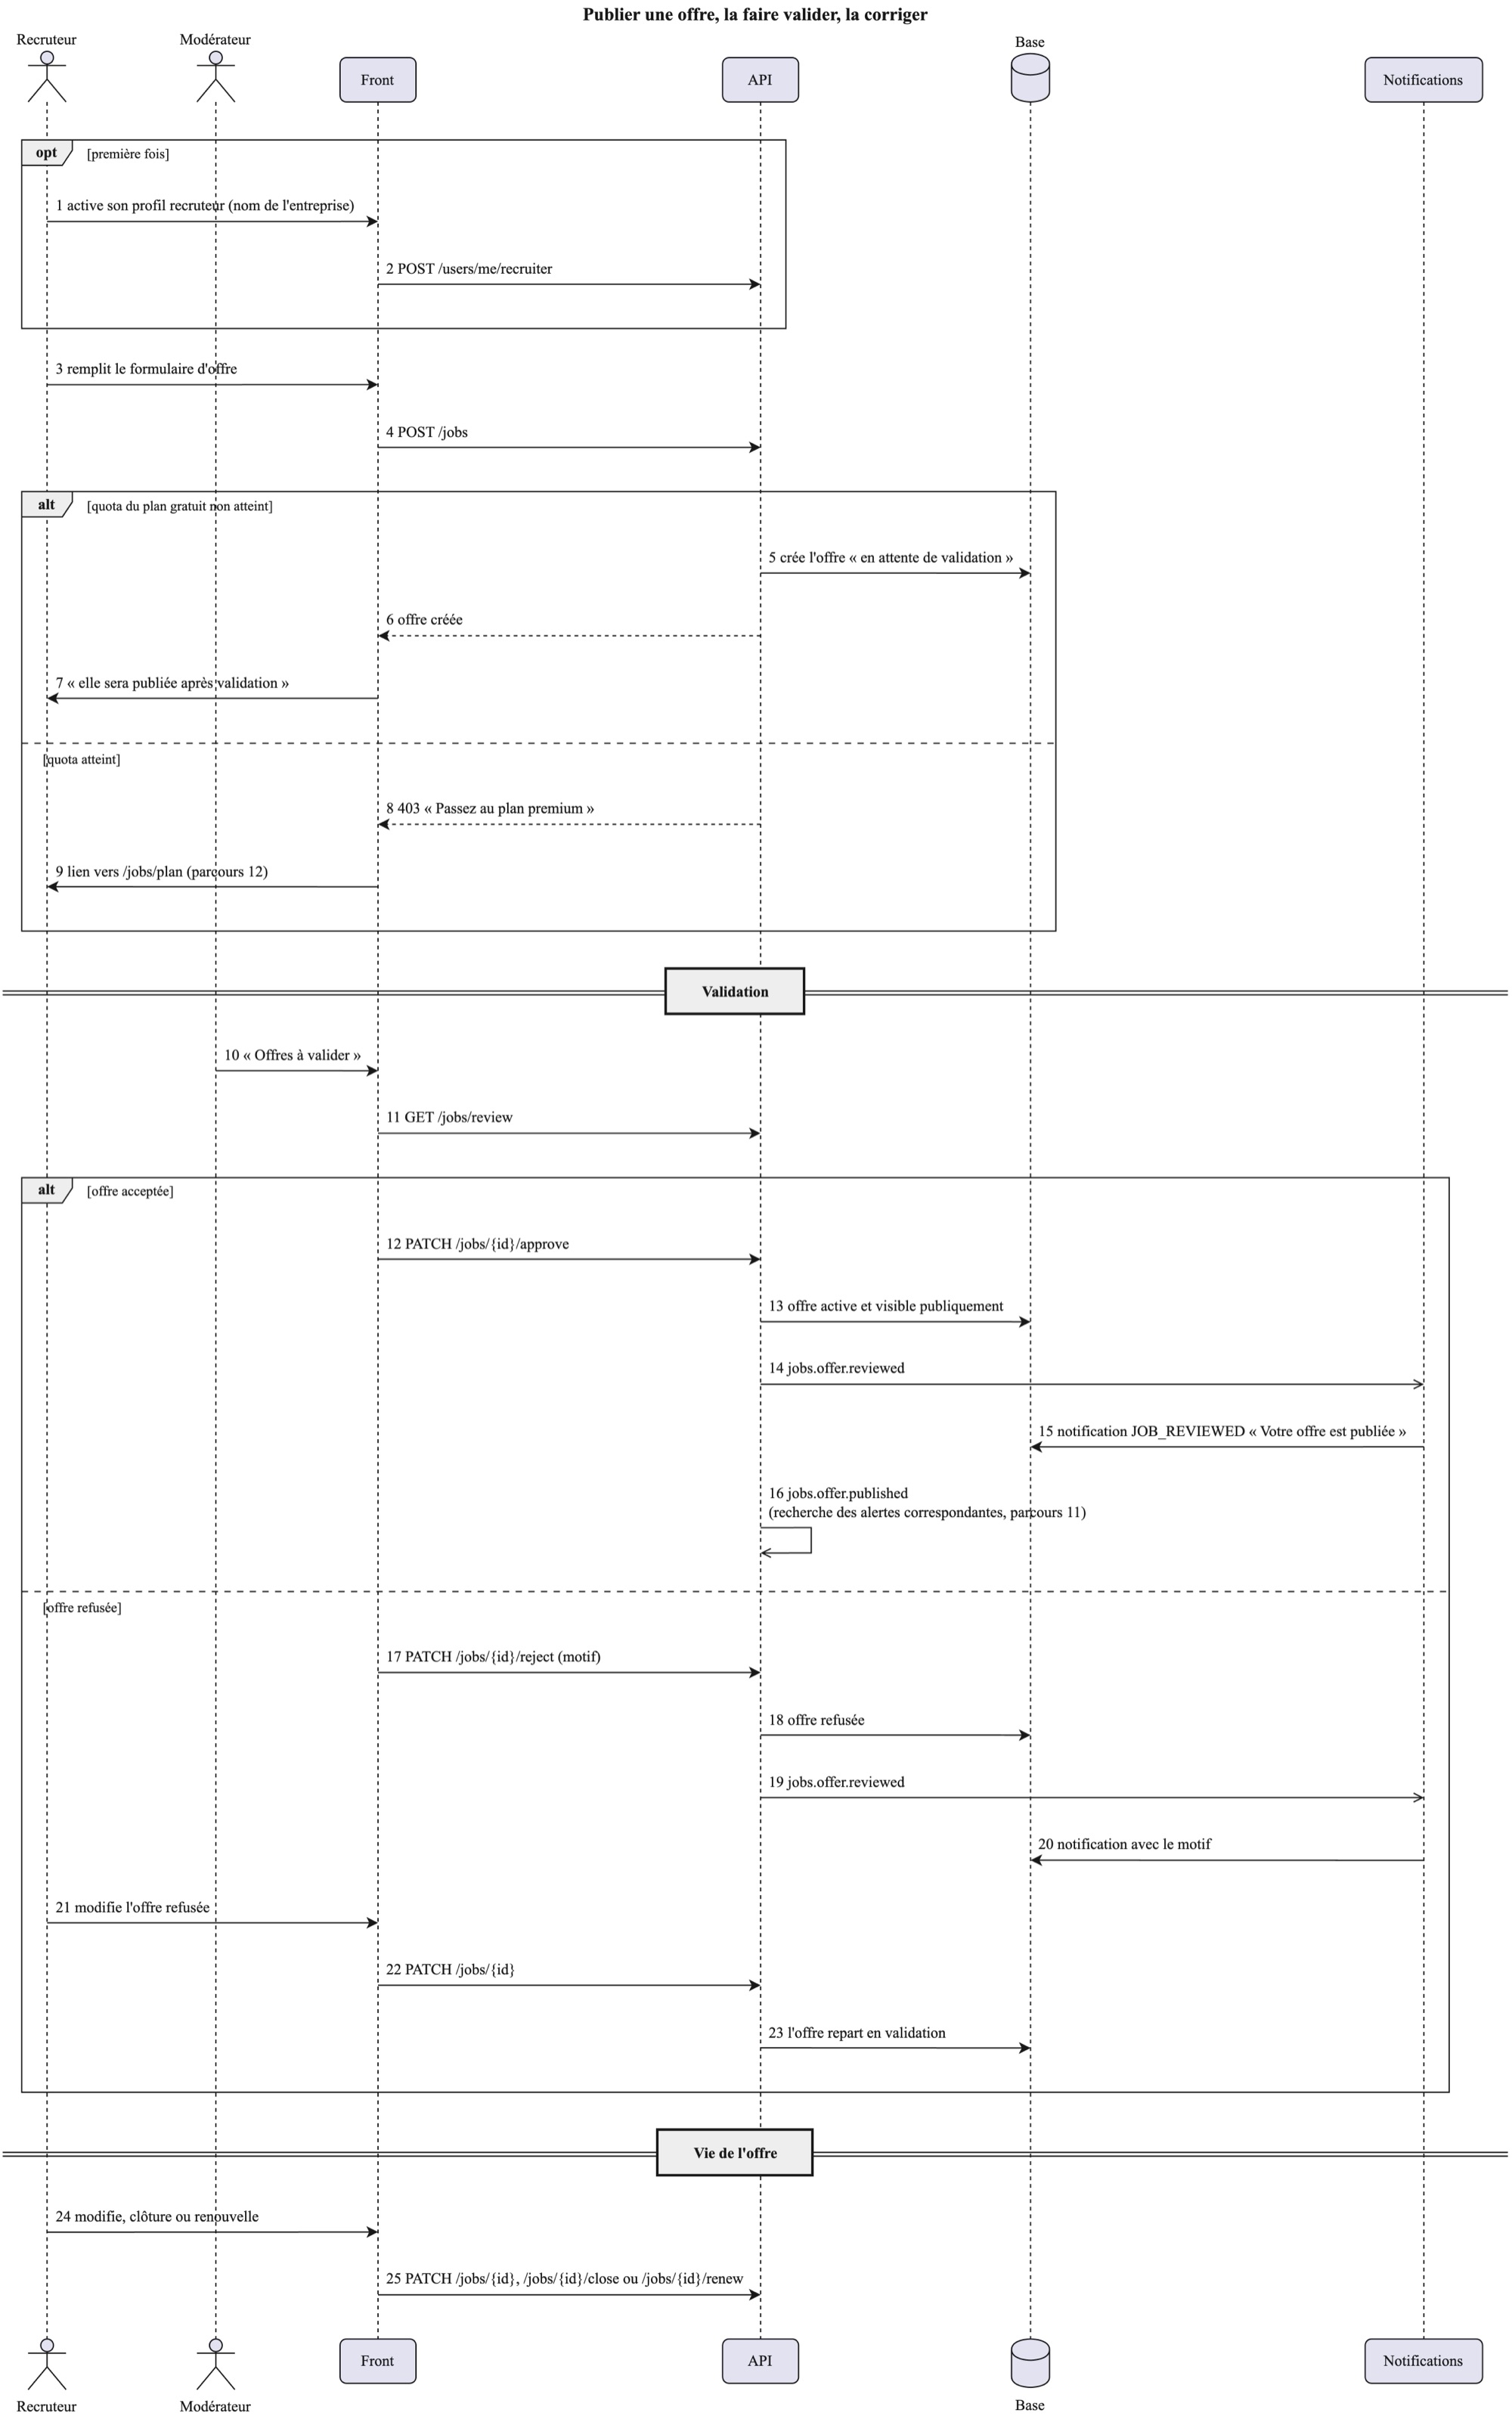 Publier une offre, la faire valider, la corriger
Recruteur
Modérateur
Front
API
Base
Notifications
opt
[première fois]
1 active son profil recruteur (nom de l'entreprise)
2 POST /users/me/recruiter
3 remplit le formulaire d'offre
4 POST /jobs
alt
[quota du plan gratuit non atteint]
5 crée l'offre « en attente de validation »
6 offre créée
7 « elle sera publiée après validation »
[quota atteint]
8 403 « Passez au plan premium »
9 lien vers /jobs/plan (parcours 12)
Validation
10 « Offres à valider »
11 GET /jobs/review
alt
[offre acceptée]
12 PATCH /jobs/{id}/approve
13 offre active et visible publiquement
14 jobs.offer.reviewed
15 notification JOB_REVIEWED « Votre offre est publiée »
16 jobs.offer.published
(recherche des alertes correspondantes, parcours 11)
[offre refusée]
17 PATCH /jobs/{id}/reject (motif)
18 offre refusée
19 jobs.offer.reviewed
20 notification avec le motif
21 modifie l'offre refusée
22 PATCH /jobs/{id}
23 l'offre repart en validation
Vie de l'offre
24 modifie, clôture ou renouvelle
25 PATCH /jobs/{id}, /jobs/{id}/close ou /jobs/{id}/renew
Recruteur
Modérateur
Front
API
Base
Notifications